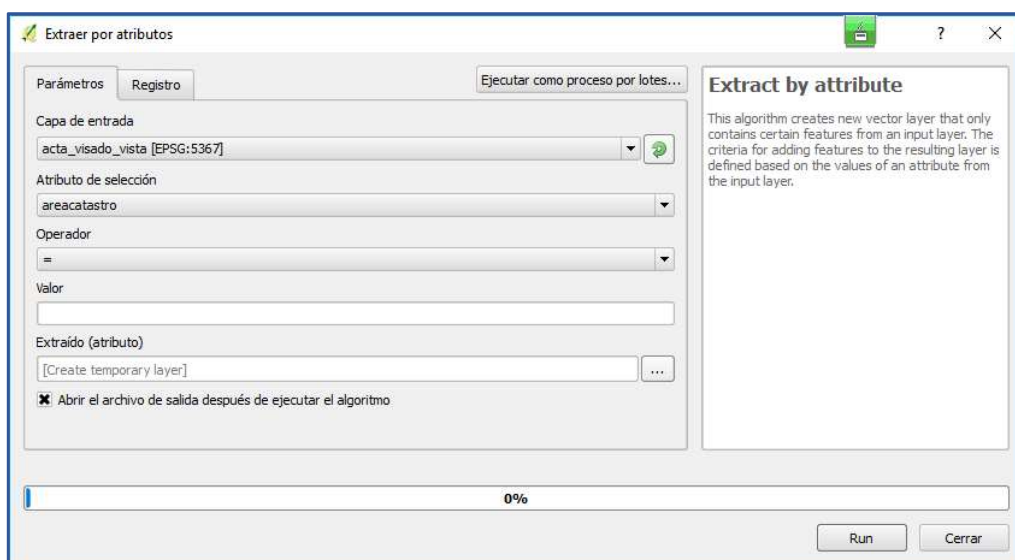 Extraer por atributos
?
Parámetros
Registro
Ejecutar como proceso por lotes...
Capa de entrada
acta_visado_vista [EPSG:5367]
Atributo de selección
areacatastro
Operador
=
Valor
Extraído (atributo)
[Create temporary layer]
...
Abrir el archivo de salida después de ejecutar el algoritmo
Extract by attribute
This algorithm creates new vector layer that only
contains certain features from an input layer. The
criteria for adding features to the resulting layer is
defined based on the values of an attribute from
the input layer.
0%
Run
Cerrar